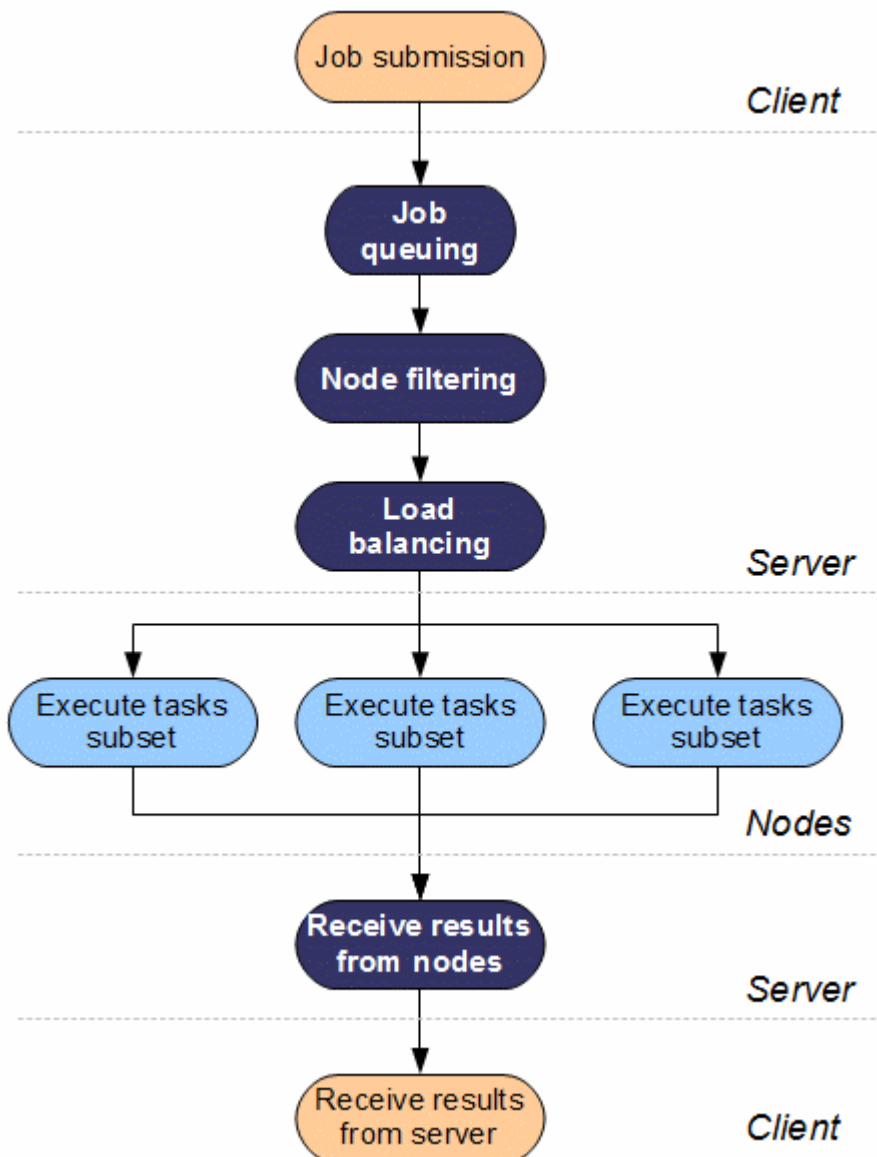 Job submission
Client
Job
queuing
Node filtering
Load
balancing
Server
Execute tasks
subset
Execute tasks
subset
Execute tasks
subset
Nodes
Receive results
from nodes
Server
Receive results
from server
Client